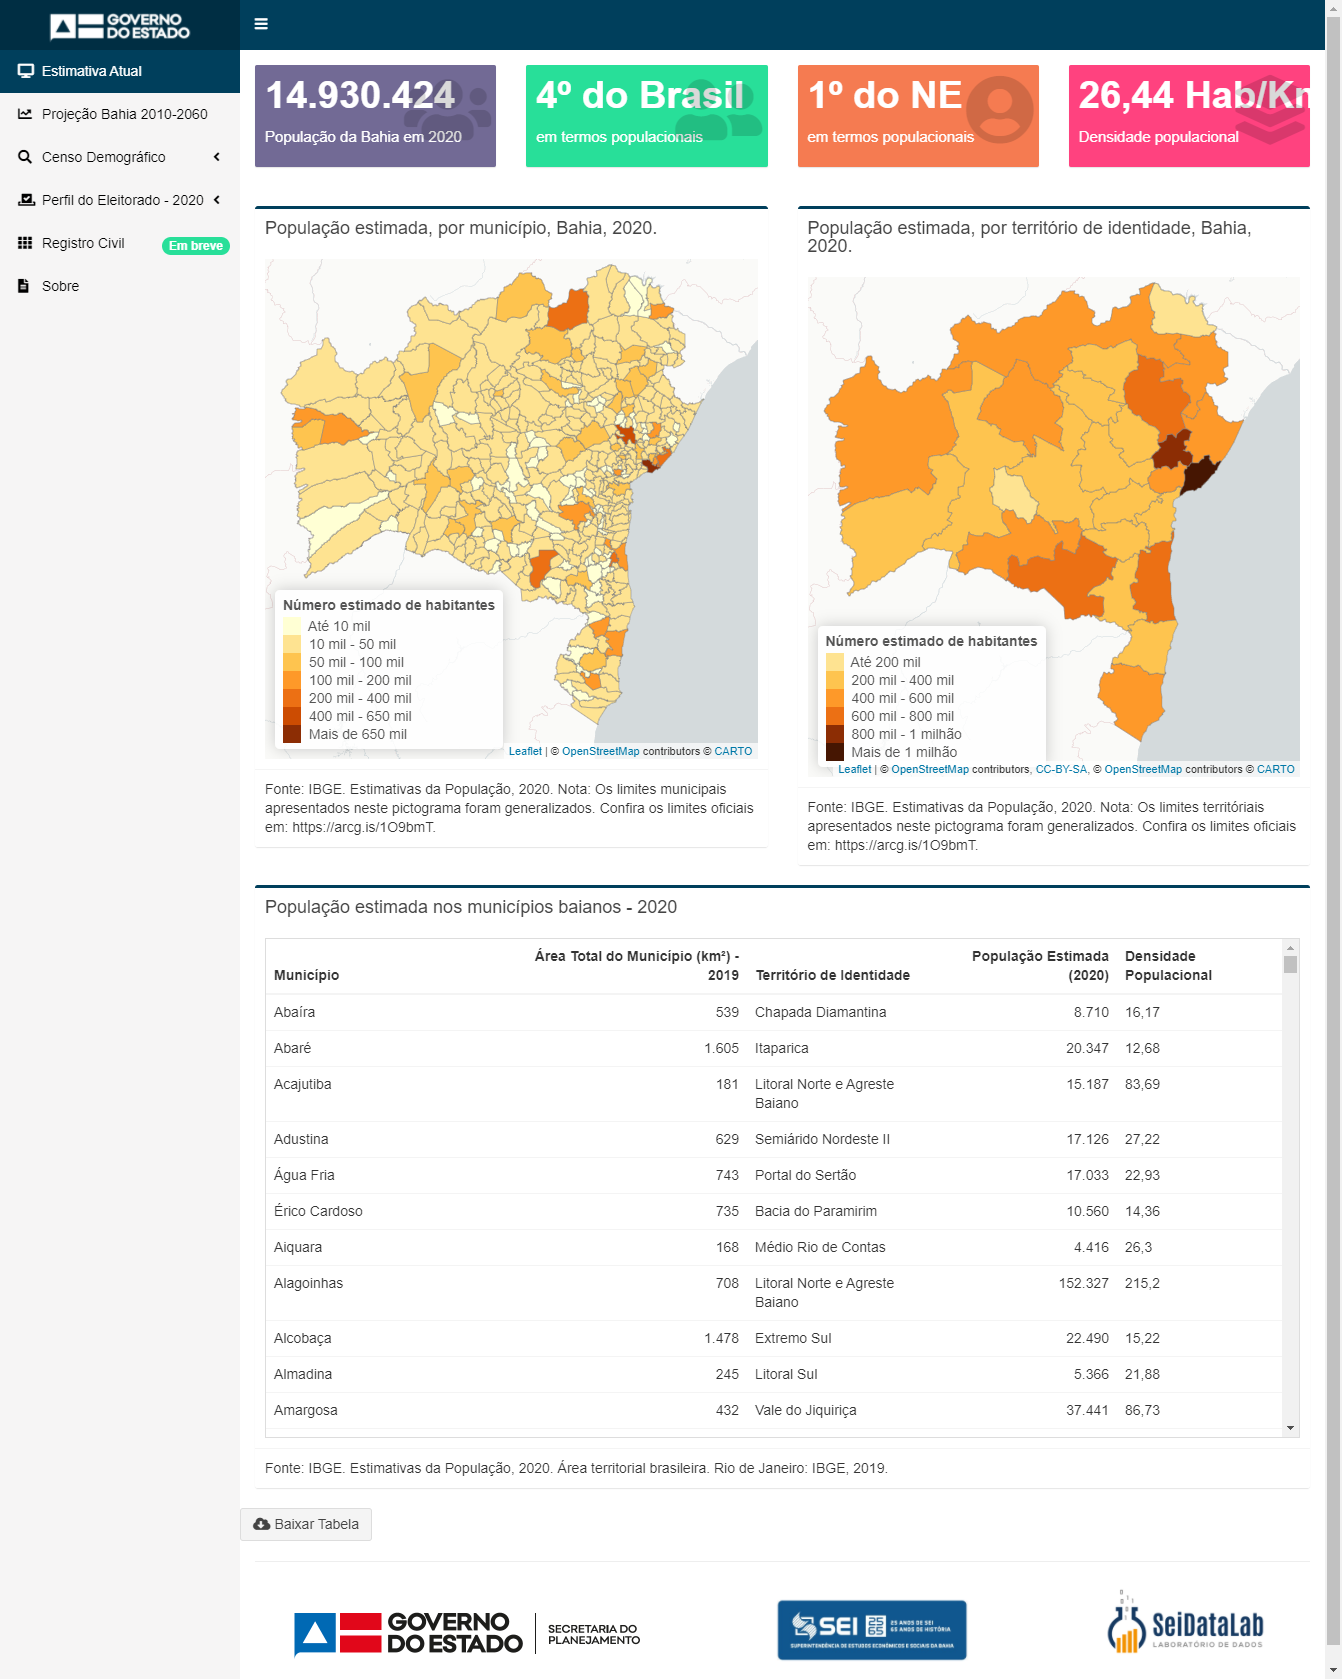 GOVERNO
DO ESTADO
Estimativa Atual
Projeção Bahia 2010-2060
Censo Demográfico
Perfil do Eleitorado - 2020
Registro Civil
Em breve
Sobre
14.930.424
População da Bahia em 2020
4º do Brasil
em termos populacionais
1º do NE
em termos populacionais
26,44 Hab/Km
Densidade populacional
População estimada, por município, Bahia, 2020.
Número estimado de habitantes
Até 10 mil
10 mil - 50 mil
50 mil - 100 mil
100 mil - 200 mil
200 mil - 400 mil
400 mil - 650 mil
Mais de 650 mil
Leaflet | © OpenStreetMap contributors © CARTO
Fonte: IBGE. Estimativas da População, 2020. Nota: Os limites municipais
apresentados neste pictograma foram generalizados. Confira os limites oficiais
em: https://arcg.is/1O9bmT.
População estimada, por território de identidade, Bahia,
2020.
Número estimado de habitantes
Até 200 mil
200 mil - 400 mil
400 mil - 600 mil
600 mil - 800 mil
800 mil - 1 milhão
Mais de 1 milhão
Leaflet | © OpenStreetMap contributors, CC-BY-SA, © OpenStreetMap contributors © CARTO
Fonte: IBGE. Estimativas da População, 2020. Nota: Os limites territóriais
apresentados neste pictograma foram generalizados. Confira os limites oficiais
em: https://arcg.is/1O9bmT.
População estimada nos municípios baianos - 2020
Município Área Total do Município (km²) - 2019 Território de Identidade População Estimada (2020) Densidade Populacional
Abaíra 539 Chapada Diamantina 8.710 16,17
Abaré 1.605 Itaparica 20.347 12,68
Acajutiba 181 Litoral Norte e Agreste Baiano 15.187 83,69
Adustina 629 Semiárido Nordeste II 17.126 27,22
Água Fria 743 Portal do Sertão 17.033 22,93
Érico Cardoso 735 Bacia do Paramirim 10.560 14,36
Aiquara 168 Médio Rio de Contas 4.416 26,3
Alagoinhas 708 Litoral Norte e Agreste Baiano 152.327 215,2
Alcobaça 1.478 Extremo Sul 22.490 15,22
Almadina 245 Litoral Sul 5.366 21,88
Amargosa 432 Vale do Jiquiriça 37.441 86,73
Fonte: IBGE. Estimativas da População, 2020. Área territorial brasileira. Rio de Janeiro: IBGE, 2019.
Baixar Tabela
GOVERNO
DO ESTADO
SECRETARIA DO
PLANEJAMENTO
SEI
25 ANOS DE SEI
65 ANOS DE HISTÓRIA
SUPERINTENDÊNCIA DE ESTUDOS ECONÔMICOS E SOCIAIS DA BAHIA
SeiDataLab
LABORATÓRIO DE DADOS